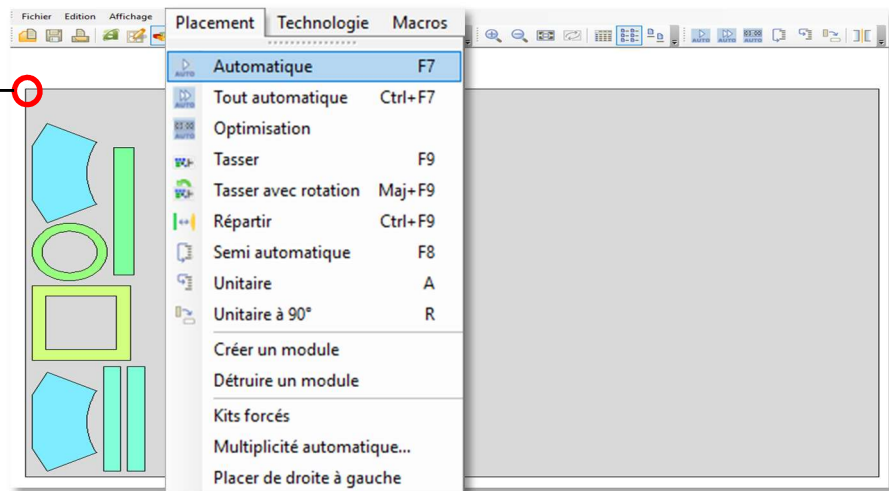 Fichier Edition Affichage
Placement Technologie Macros
Automatique F7
Tout automatique Ctrl+F7
Optimisation
Tasser F9
Tasser avec rotation Maj+F9
Répartir Ctrl+F9
Semi automatique F8
Unitaire A
Unitaire à 90° R
Créer un module
Détruire un module
Kits forcés
Multiplicité automatique...
Placer de droite à gauche